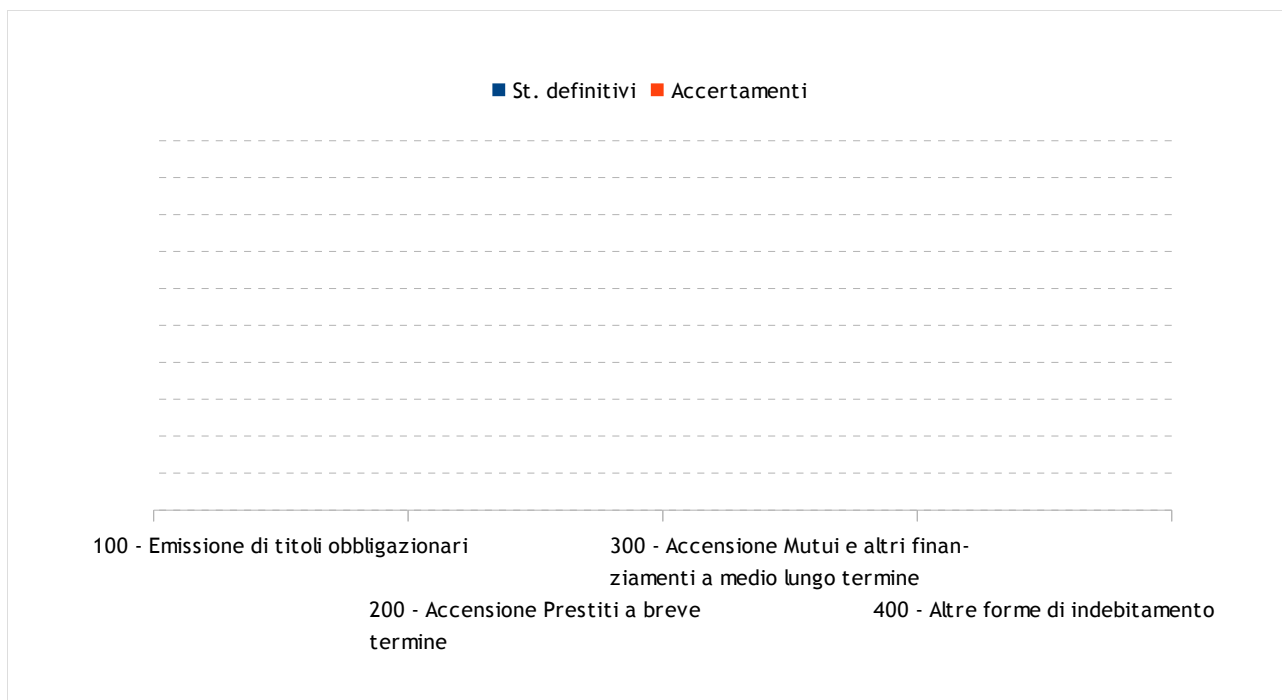 St. definitivi Accertamenti
100 - Emissione di titoli obbligazionari
200 - Accensione Prestiti a breve
termine
300 - Accensione Mutui e altri finan-
ziamenti a medio lungo termine
400 - Altre forme di indebitamento